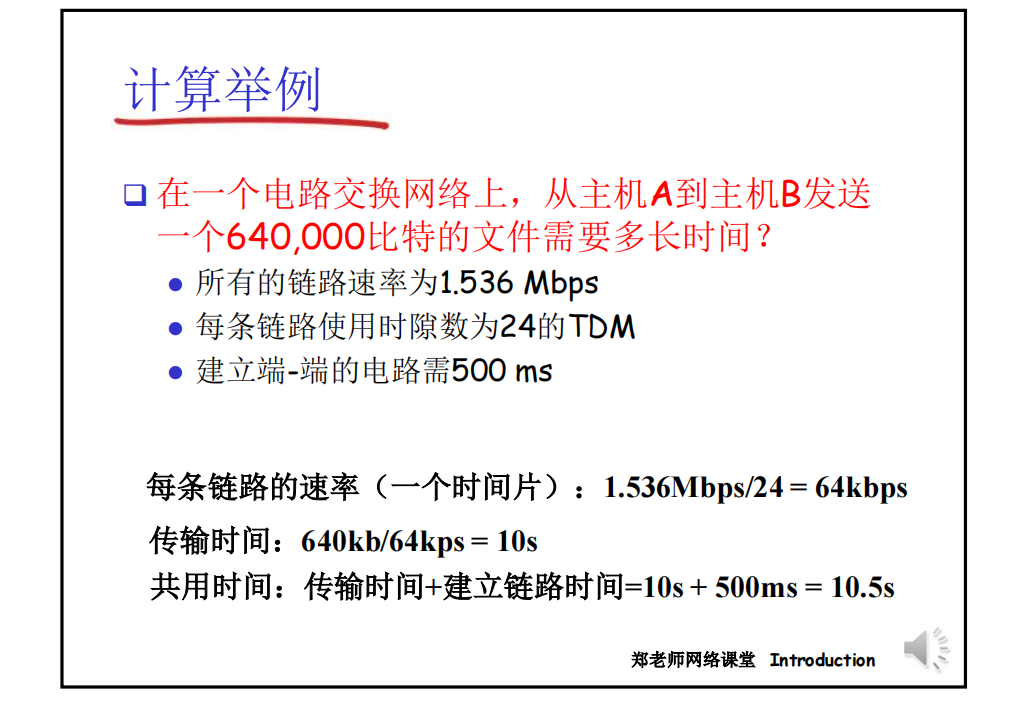 计算举例
在一个电路交换网络上，从主机A到主机B发送
一个640,000比特的文件需要多长时间？
所有的链路速率为1.536 Mbps
每条链路使用时隙数为24的TDM
建立端-端的电路需500 ms
每条链路的速率（一个时间片）：1.536Mbps/24 = 64kbps
传输时间：640kb/64kps = 10s
共用时间：传输时间+建立链路时间=10s + 500ms = 10.5s
郑老师网络课堂 Introduction